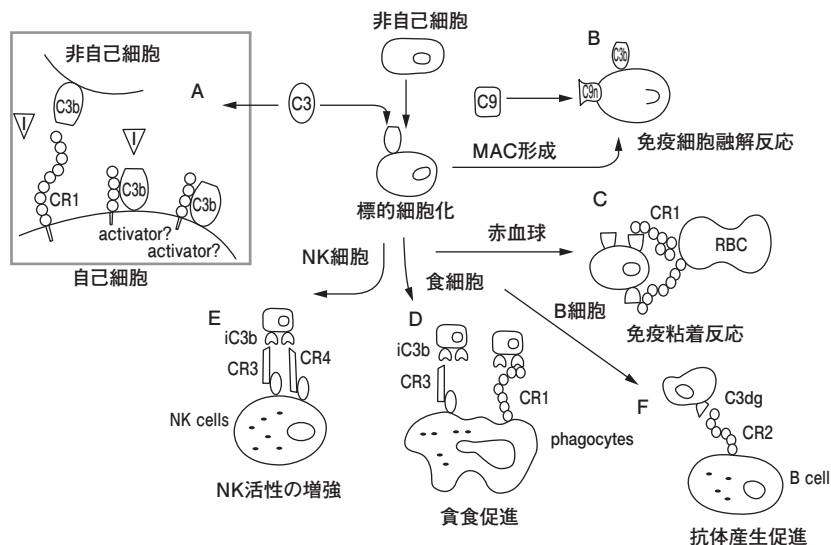 非自己細胞
A
C3b
I
I
CR1
C3b
C3b
activator?
activator?
自己細胞
非自己細胞
C3
C9
B
C3b
C9n
MAC形成
免疫細胞融解反応
標的細胞化
赤血球
C
CR1
RBC
免疫粘着反応
NK細胞
食細胞
B細胞
E
iC3b
CR3
CR4
NK cells
NK活性の増強
D
iC3b
CR3
CR1
phagocytes
貪食促進
F
C3dg
CR2
B cell
抗体産生促進